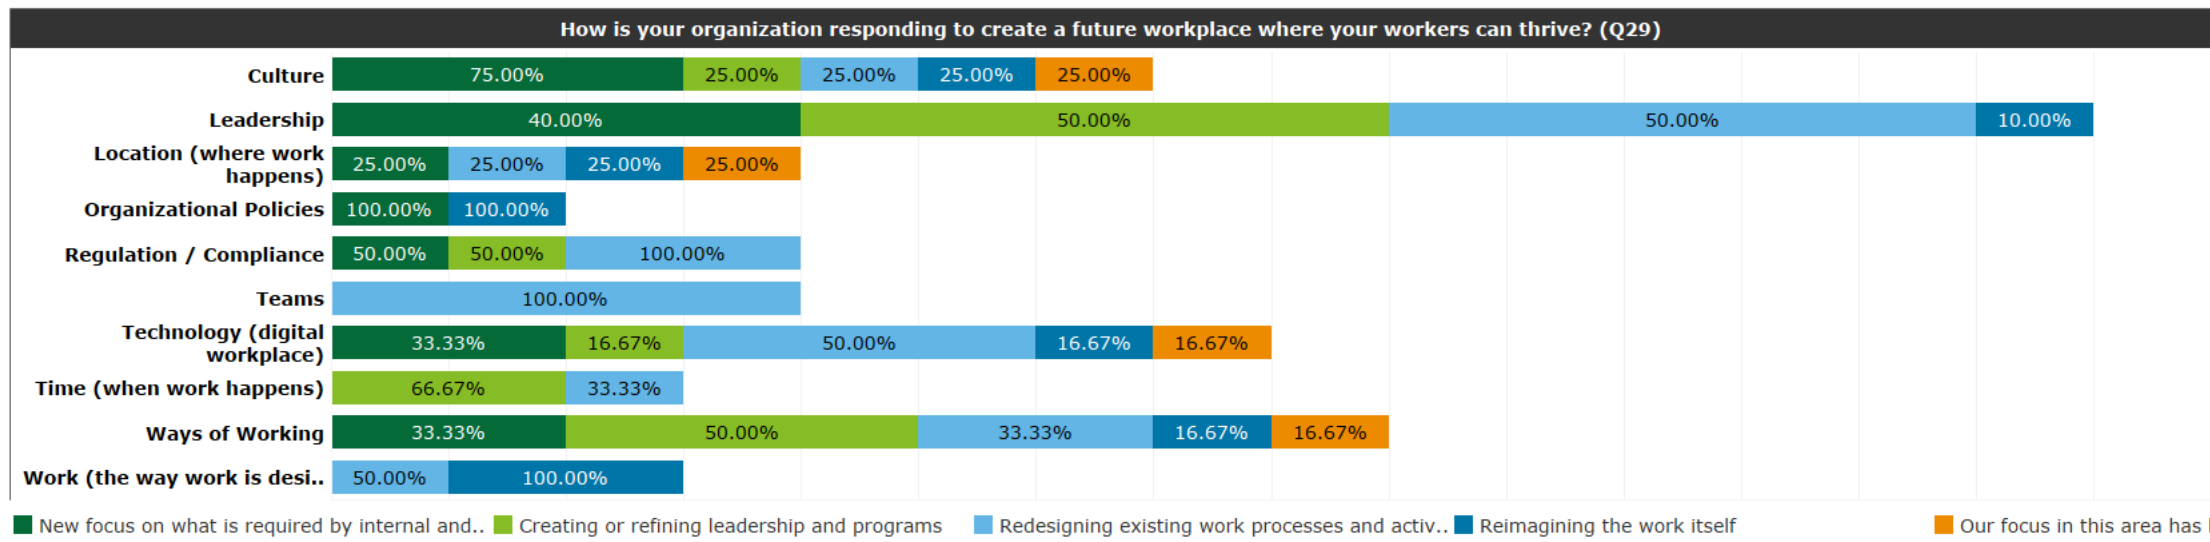 How is your organization responding to create a future workplace where your workers can thrive? (Q29)
Culture 75.00% 25.00% 25.00% 25.00% 25.00%
Leadership 40.00% 50.00% 50.00% 10.00%
Location (where work
happens) 25.00% 25.00% 25.00% 25.00%
Organizational Policies 100.00% 100.00%
Regulation / Compliance 50.00% 50.00% 100.00%
Teams 100.00%
Technology (digital
workplace) 33.33% 16.67% 50.00% 16.67% 16.67%
Time (when work happens) 66.67% 33.33%
Ways of Working 33.33% 50.00% 33.33% 16.67% 16.67%
Work (the way work is desi.. 50.00% 100.00%
New focus on what is required by internal and.. Creating or refining leadership and programs Redesigning existing work processes and activ.. Reimagining the work itself Our focus in this area has